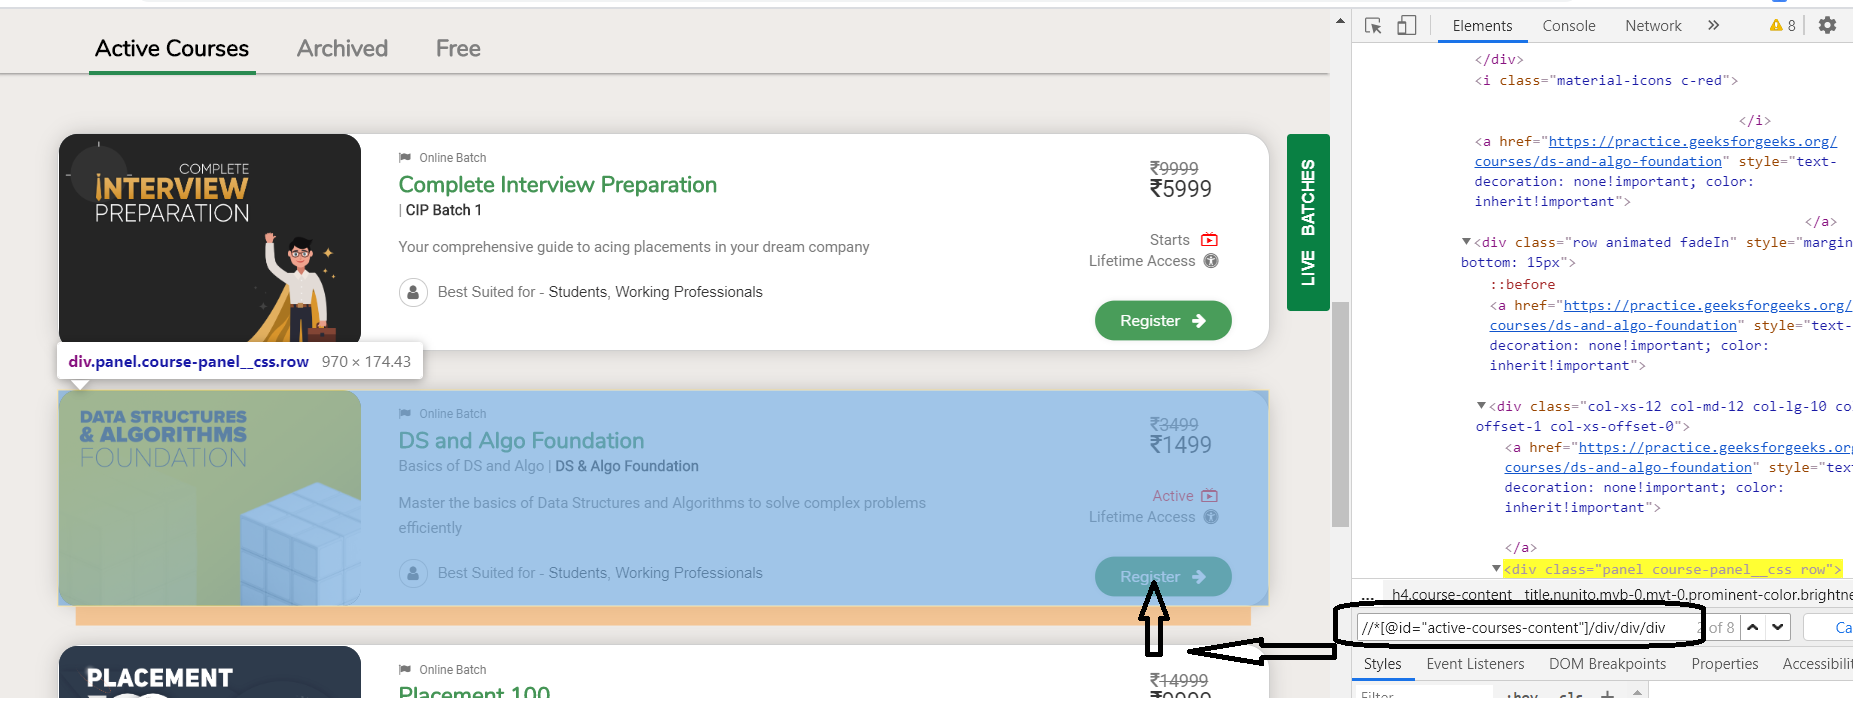 Active Courses
Archived
Free
COMPLETE
INTERVIEW
PREPARATION
Online Batch
Complete Interview Preparation
| CIP Batch 1
Your comprehensive guide to acing placements in your dream company
Best Suited for - Students, Working Professionals
₹9999
₹5999
Starts
Lifetime Access
Register
LIVE BATCHES
div.panel.course-panel__css.row 970 × 174.43
DATA STRUCTURES
& ALGORITHMS
FOUNDATION
Online Batch
DS and Algo Foundation
Basics of DS and Algo | DS & Algo Foundation
Master the basics of Data Structures and Algorithms to solve complex problems
efficiently
Best Suited for - Students, Working Professionals
₹3499
₹1499
Active
Lifetime Access
Register
PLACEMENT
Online Batch
Placement 100
₹14999
₹9999
Elements
Console
Network
8
</div>
<i class="material-icons c-red">
</i>
<a href="https://practice.geeksforgeeks.org/
courses/ds-and-algo-foundation" style="text-
decoration: none!important; color:
inherit!important">
</a>
<div class="row animated fadeIn" style="margin
bottom: 15px">
::before
<a href="https://practice.geeksforgeeks.org/
courses/ds-and-algo-foundation" style="text-
decoration: none!important; color:
inherit!important">
<div class="col-xs-12 col-md-12 col-lg-10 co
offset-1 col-xs-offset-0">
<a href="https://practice.geeksforgeeks.org
courses/ds-and-algo-foundation" style="tex
decoration: none!important; color:
inherit!important">
</a>
<div class="panel course-panel__css row">
... h4.course-content__title.nunito.mvb-0.mvt-0.prominent-color.brightne
//*[@id="active-courses-content"]/div/div/div
2 of 8
Ca
Styles
Event Listeners
DOM Breakpoints
Properties
Accessibili
Filter
:hov .cls +